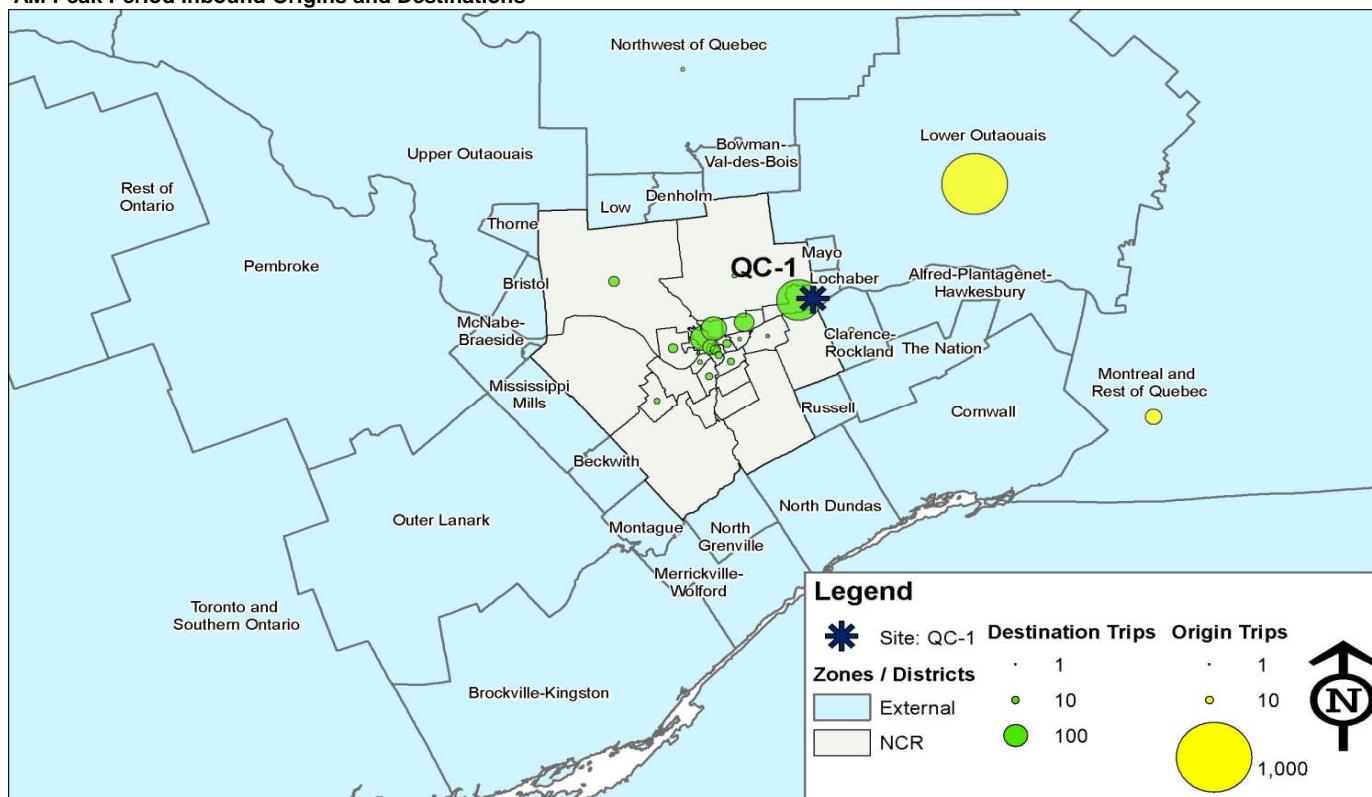 AM Peak Period Inbound Origins and Destinations
Northwest of Quebec
Lower Outaouais
Bowman-
Val-des-Bois
Upper Outaouais
Rest of
Ontario
Denholm
Low
Thorne
QC-1
Mayo
Pembroke
Lochaber
Alfred-Plantagenet-
Hawkesbury
Bristol
McNabe-
Braeside
Clarence-
Rockland
The Nation
Montreal and
Rest of Quebec
Mississippi
Mills
Russell
Cornwall
Beckwith
North Dundas
Outer Lanark
Montague
North
Grenville
Merrickville-
Wolford
Toronto and
Southern Ontario
Brockville-Kingston
Legend
Site: QC-1
Zones / Districts
External
NCR
Destination Trips
1
10
100
Origin Trips
1
10
1,000
N